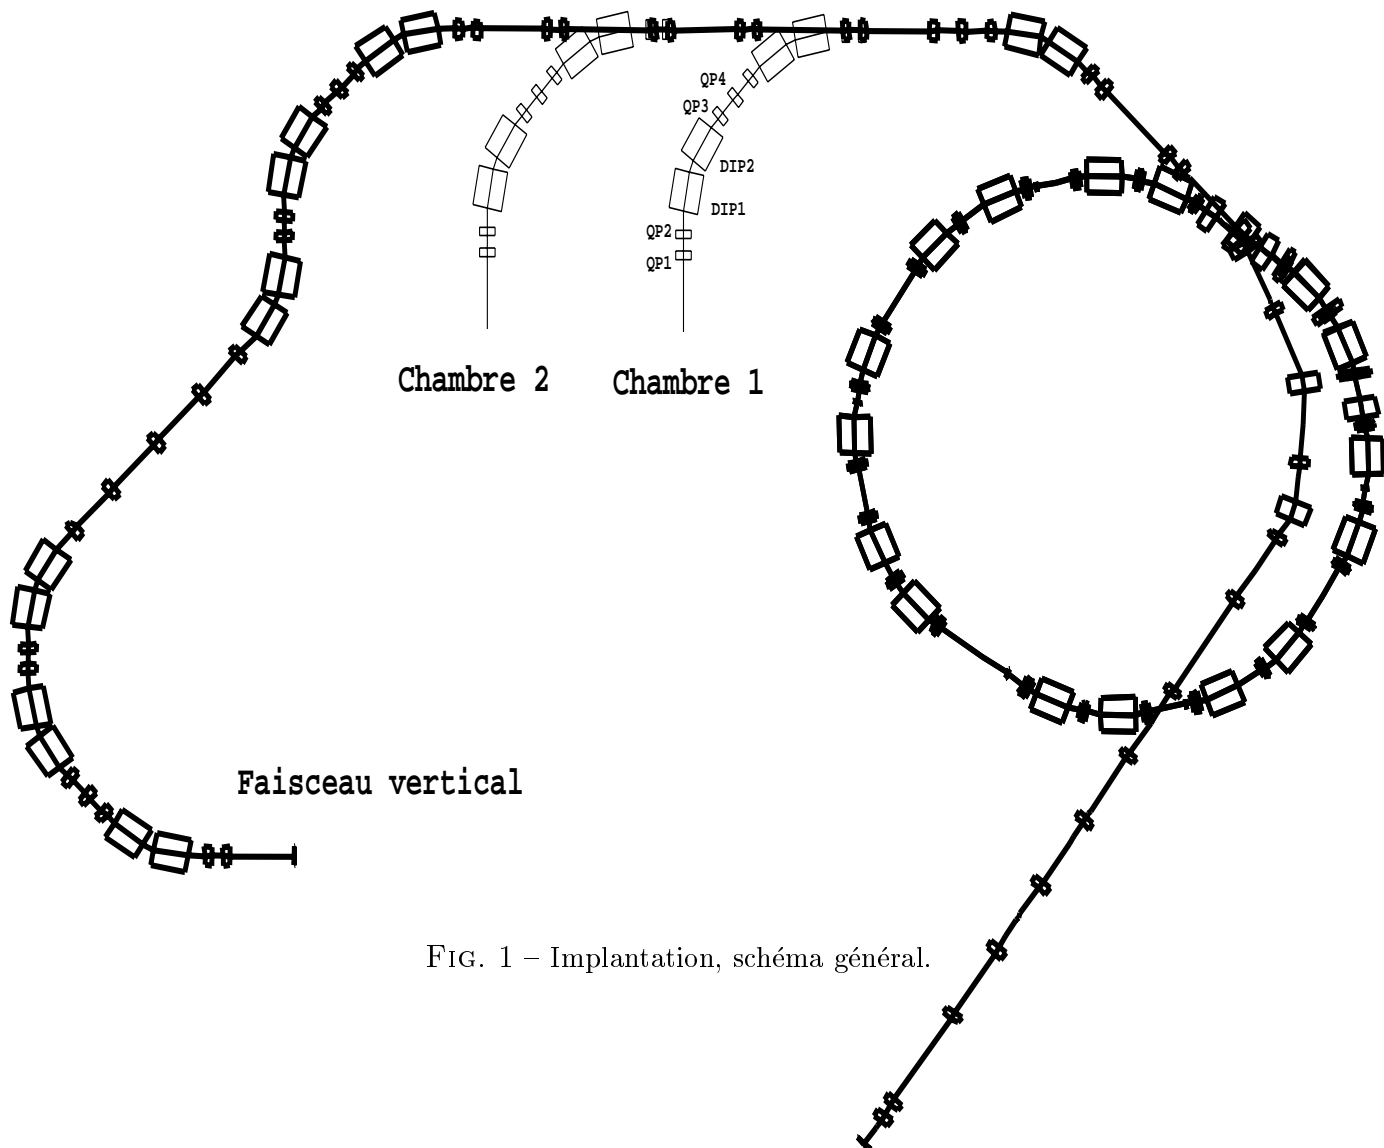 QP4
QP3
DIP2
DIP1
QP2
QP1
Chambre 2
Chambre 1
Faisceau vertical
FIG. 1 – Implantation, schéma général.